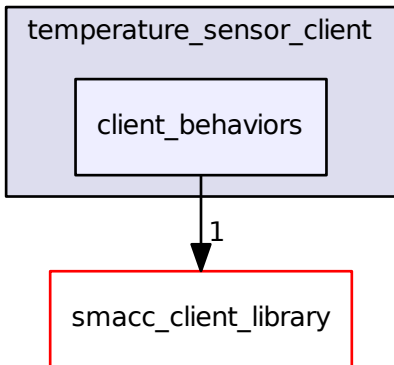 temperature_sensor_client
client_behaviors
1
smacc_client_library